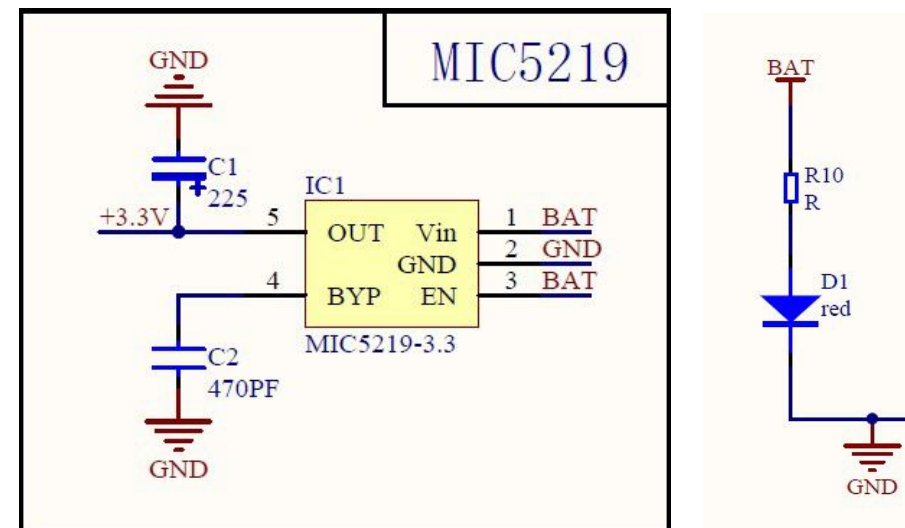 MIC5219
GND
C1
225
+3.3V
IC1
5
OUT
Vin
1
BAT
GND
2
GND
4
BYP
EN
3
BAT
MIC5219-3.3
C2
470PF
GND
BAT
R10
R
D1
red
GND